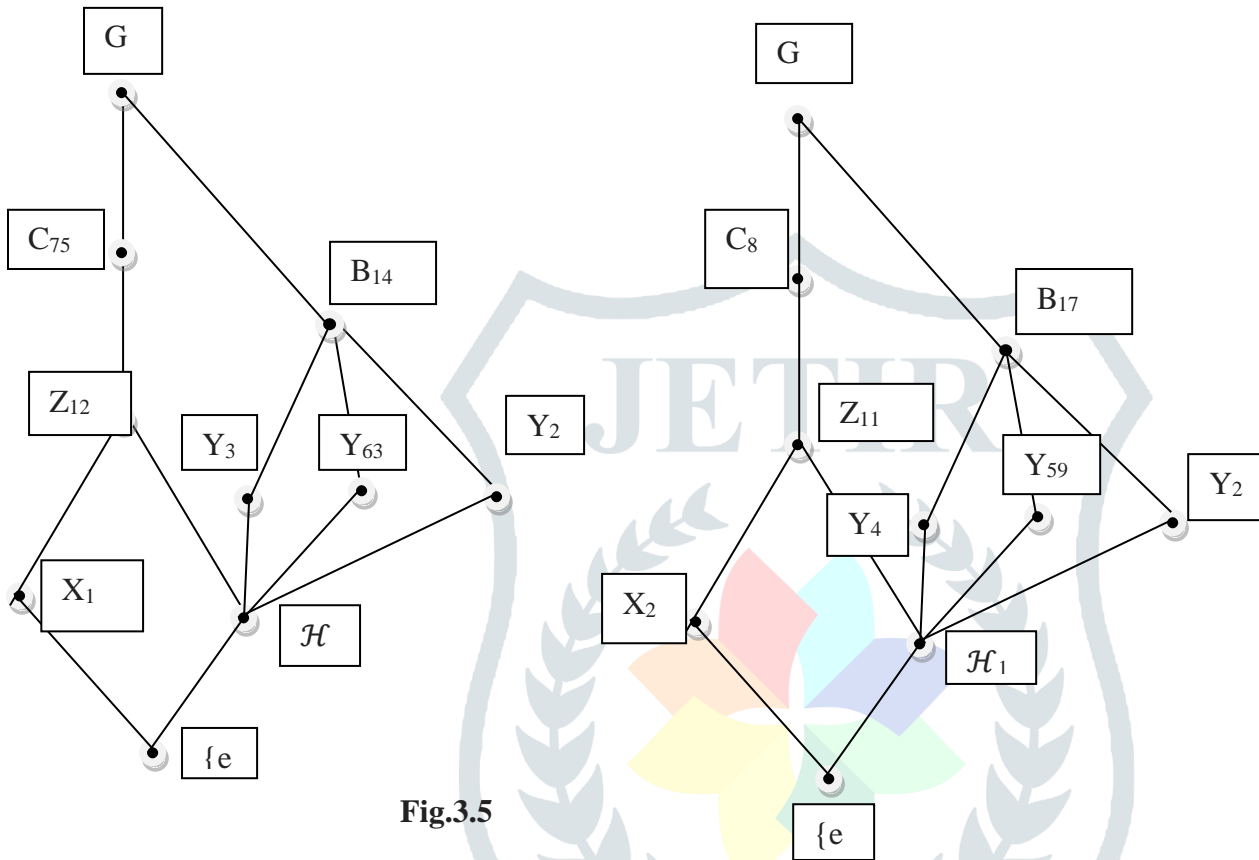 G
G
C₇₅
C₈
B₁₄
B₁₇
Z₁₂
Z₁₁
Y₃
Y₆₃
Y₂
Y₄
Y₅₉
Y₂
X₁
X₂
ℋ
ℋ₁
{e
{e
Fig.3.5
JETIR